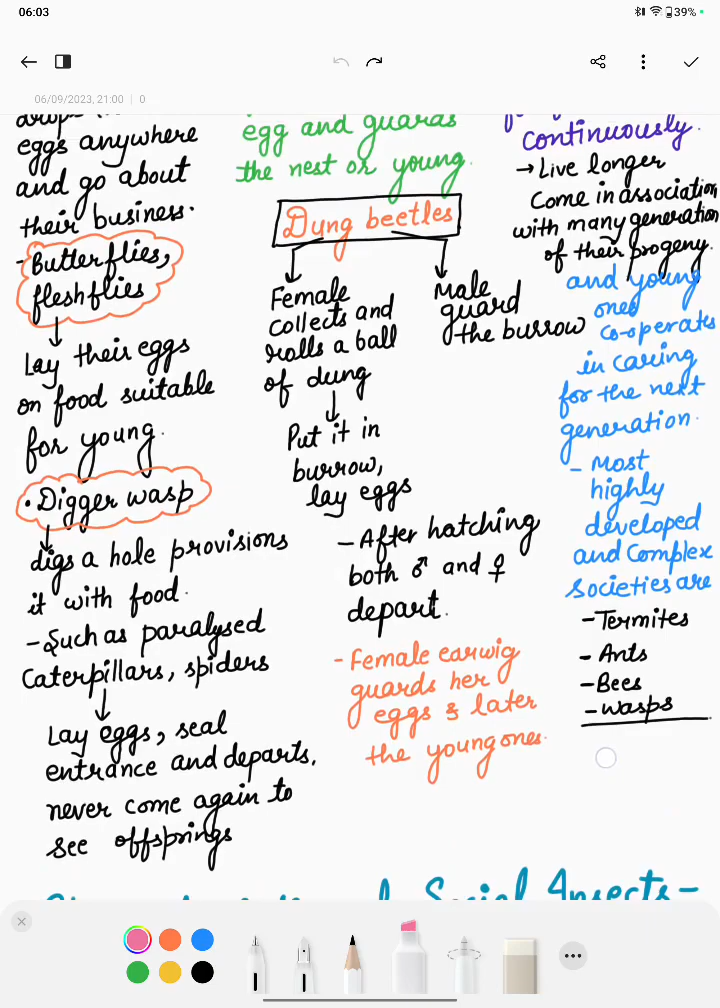 06:03
39%
06/09/2023, 21:00 | 0
eggs anywhere
and go about
their business.
- Butterflies,
fleshflies
Lay their eggs
on food suitable
for young.
• Digger wasp
digs a hole provisions
it with food.
- Such as paralysed
Caterpillars, spiders
Lay eggs, seal
entrance and departs,
never come again to
see offsprings
egg and guards
the nest or young.
Dung beetles
Female
collects and
rolls a ball
of dung
Put it in
burrow,
lay eggs
Male
guard
the burrow
- After hatching
both ♂ and ♀
depart.
- Female earwig
guards her
eggs & later
the young ones.
continuously.
→ Live longer
Come in association
with many generation
of their progeny.
and young
ones
co-operates
in caring
for the next
generation.
- Most
highly
developed
and Complex
societies are
- Termites
- Ants
- Bees
- wasps
Social Insects-